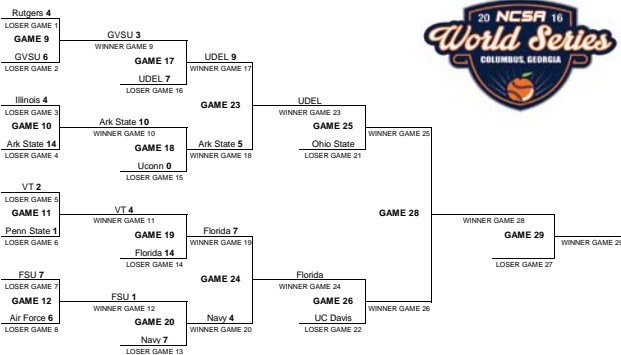 Rutgers 4
LOSER GAME 1
GAME 9
GVSU 6
LOSER GAME 2
GVSU 3
WINNER GAME 9
GAME 17
UDEL 7
LOSER GAME 16
UDEL 9
WINNER GAME 17
Illinois 4
LOSER GAME 3
GAME 10
Ark State 14
LOSER GAME 4
Ark State 10
WINNER GAME 10
GAME 18
Uconn 0
LOSER GAME 15
GAME 23
Ark State 5
WINNER GAME 18
UDEL
WINNER GAME 23
GAME 25
Ohio State
LOSER GAME 21
WINNER GAME 25
VT 2
LOSER GAME 5
GAME 11
Penn State 1
LOSER GAME 6
VT 4
WINNER GAME 11
GAME 19
Florida 14
LOSER GAME 14
Florida 7
WINNER GAME 19
FSU 7
LOSER GAME 7
GAME 12
Air Force 6
LOSER GAME 8
FSU 1
WINNER GAME 12
GAME 20
Navy 7
LOSER GAME 13
GAME 24
Navy 4
WINNER GAME 20
Florida
WINNER GAME 24
GAME 26
UC Davis
LOSER GAME 22
WINNER GAME 26
GAME 28
WINNER GAME 28
GAME 29
LOSER GAME 27
WINNER GAME 29
20 NCSA 16
World Series
COLUMBUS, GEORGIA